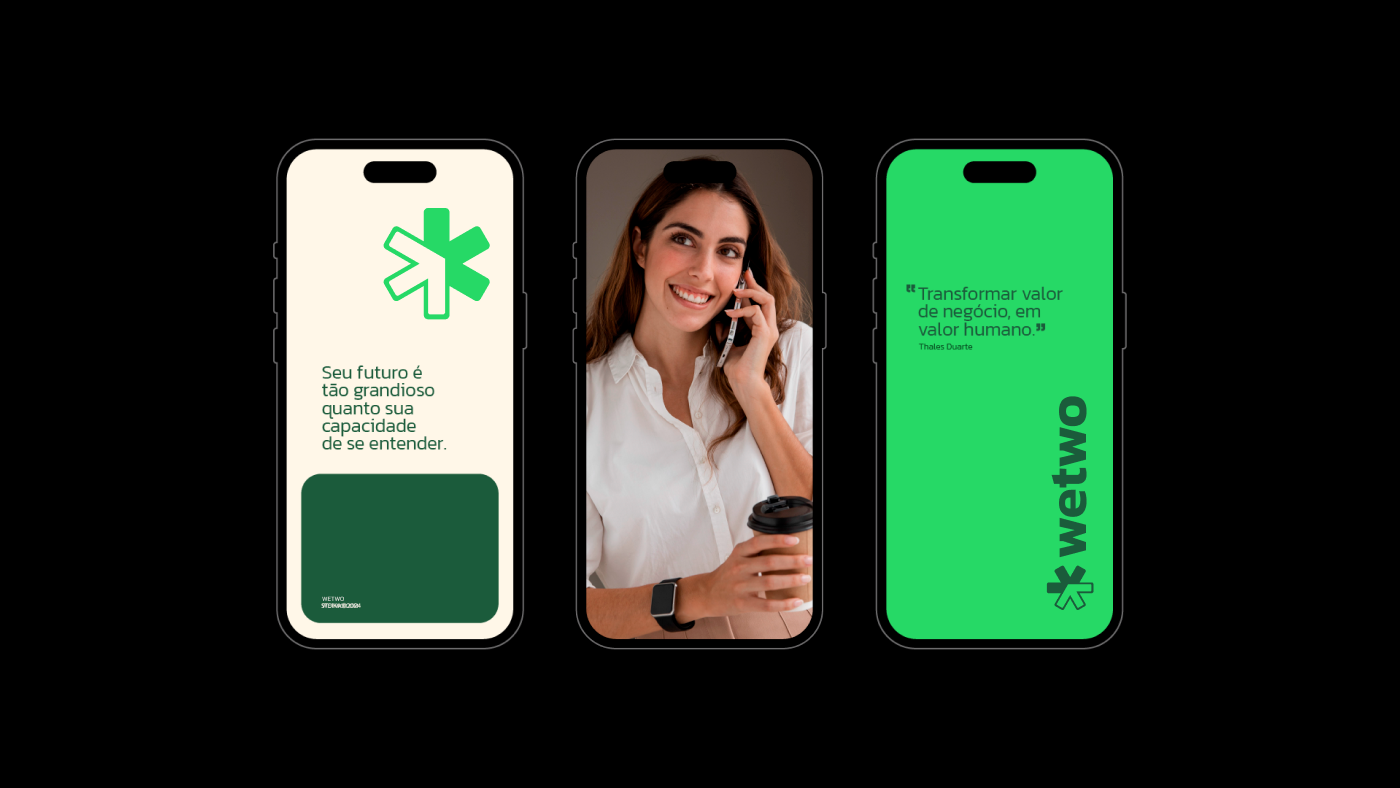 Seu futuro é
tão grandioso
quanto sua
capacidade
de se entender.
WETWO
“Transformar valor
de negócio, em
valor humano.”
Thales Duarte
wetwo